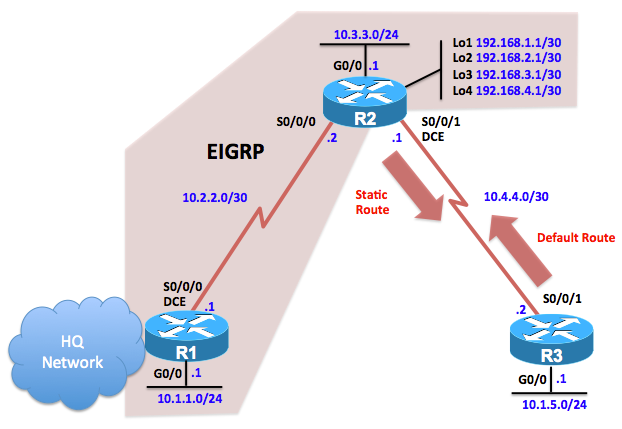 10.3.3.0/24
G0/0 .1
Lo1 192.168.1.1/30
Lo2 192.168.2.1/30
Lo3 192.168.3.1/30
Lo4 192.168.4.1/30
R2
S0/0/0
.2
.1
S0/0/1
DCE
EIGRP
10.2.2.0/30
Static
Route
10.4.4.0/30
Default Route
S0/0/0
DCE
.1
HQ
Network
R1
G0/0 .1
10.1.1.0/24
S0/0/1
.2
R3
G0/0 .1
10.1.5.0/24